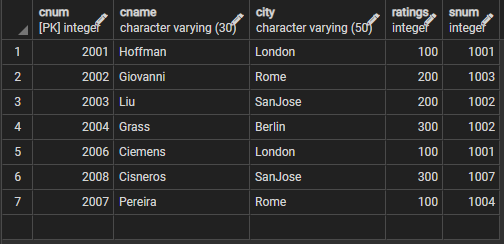 cnum cname city ratings snum
[PK] integer character varying (30) character varying (50) integer integer
1 2001 Hoffman London 100 1001
2 2002 Giovanni Rome 200 1003
3 2003 Liu SanJose 200 1002
4 2004 Grass Berlin 300 1002
5 2006 Ciemens London 100 1001
6 2008 Cisneros SanJose 300 1007
7 2007 Pereira Rome 100 1004